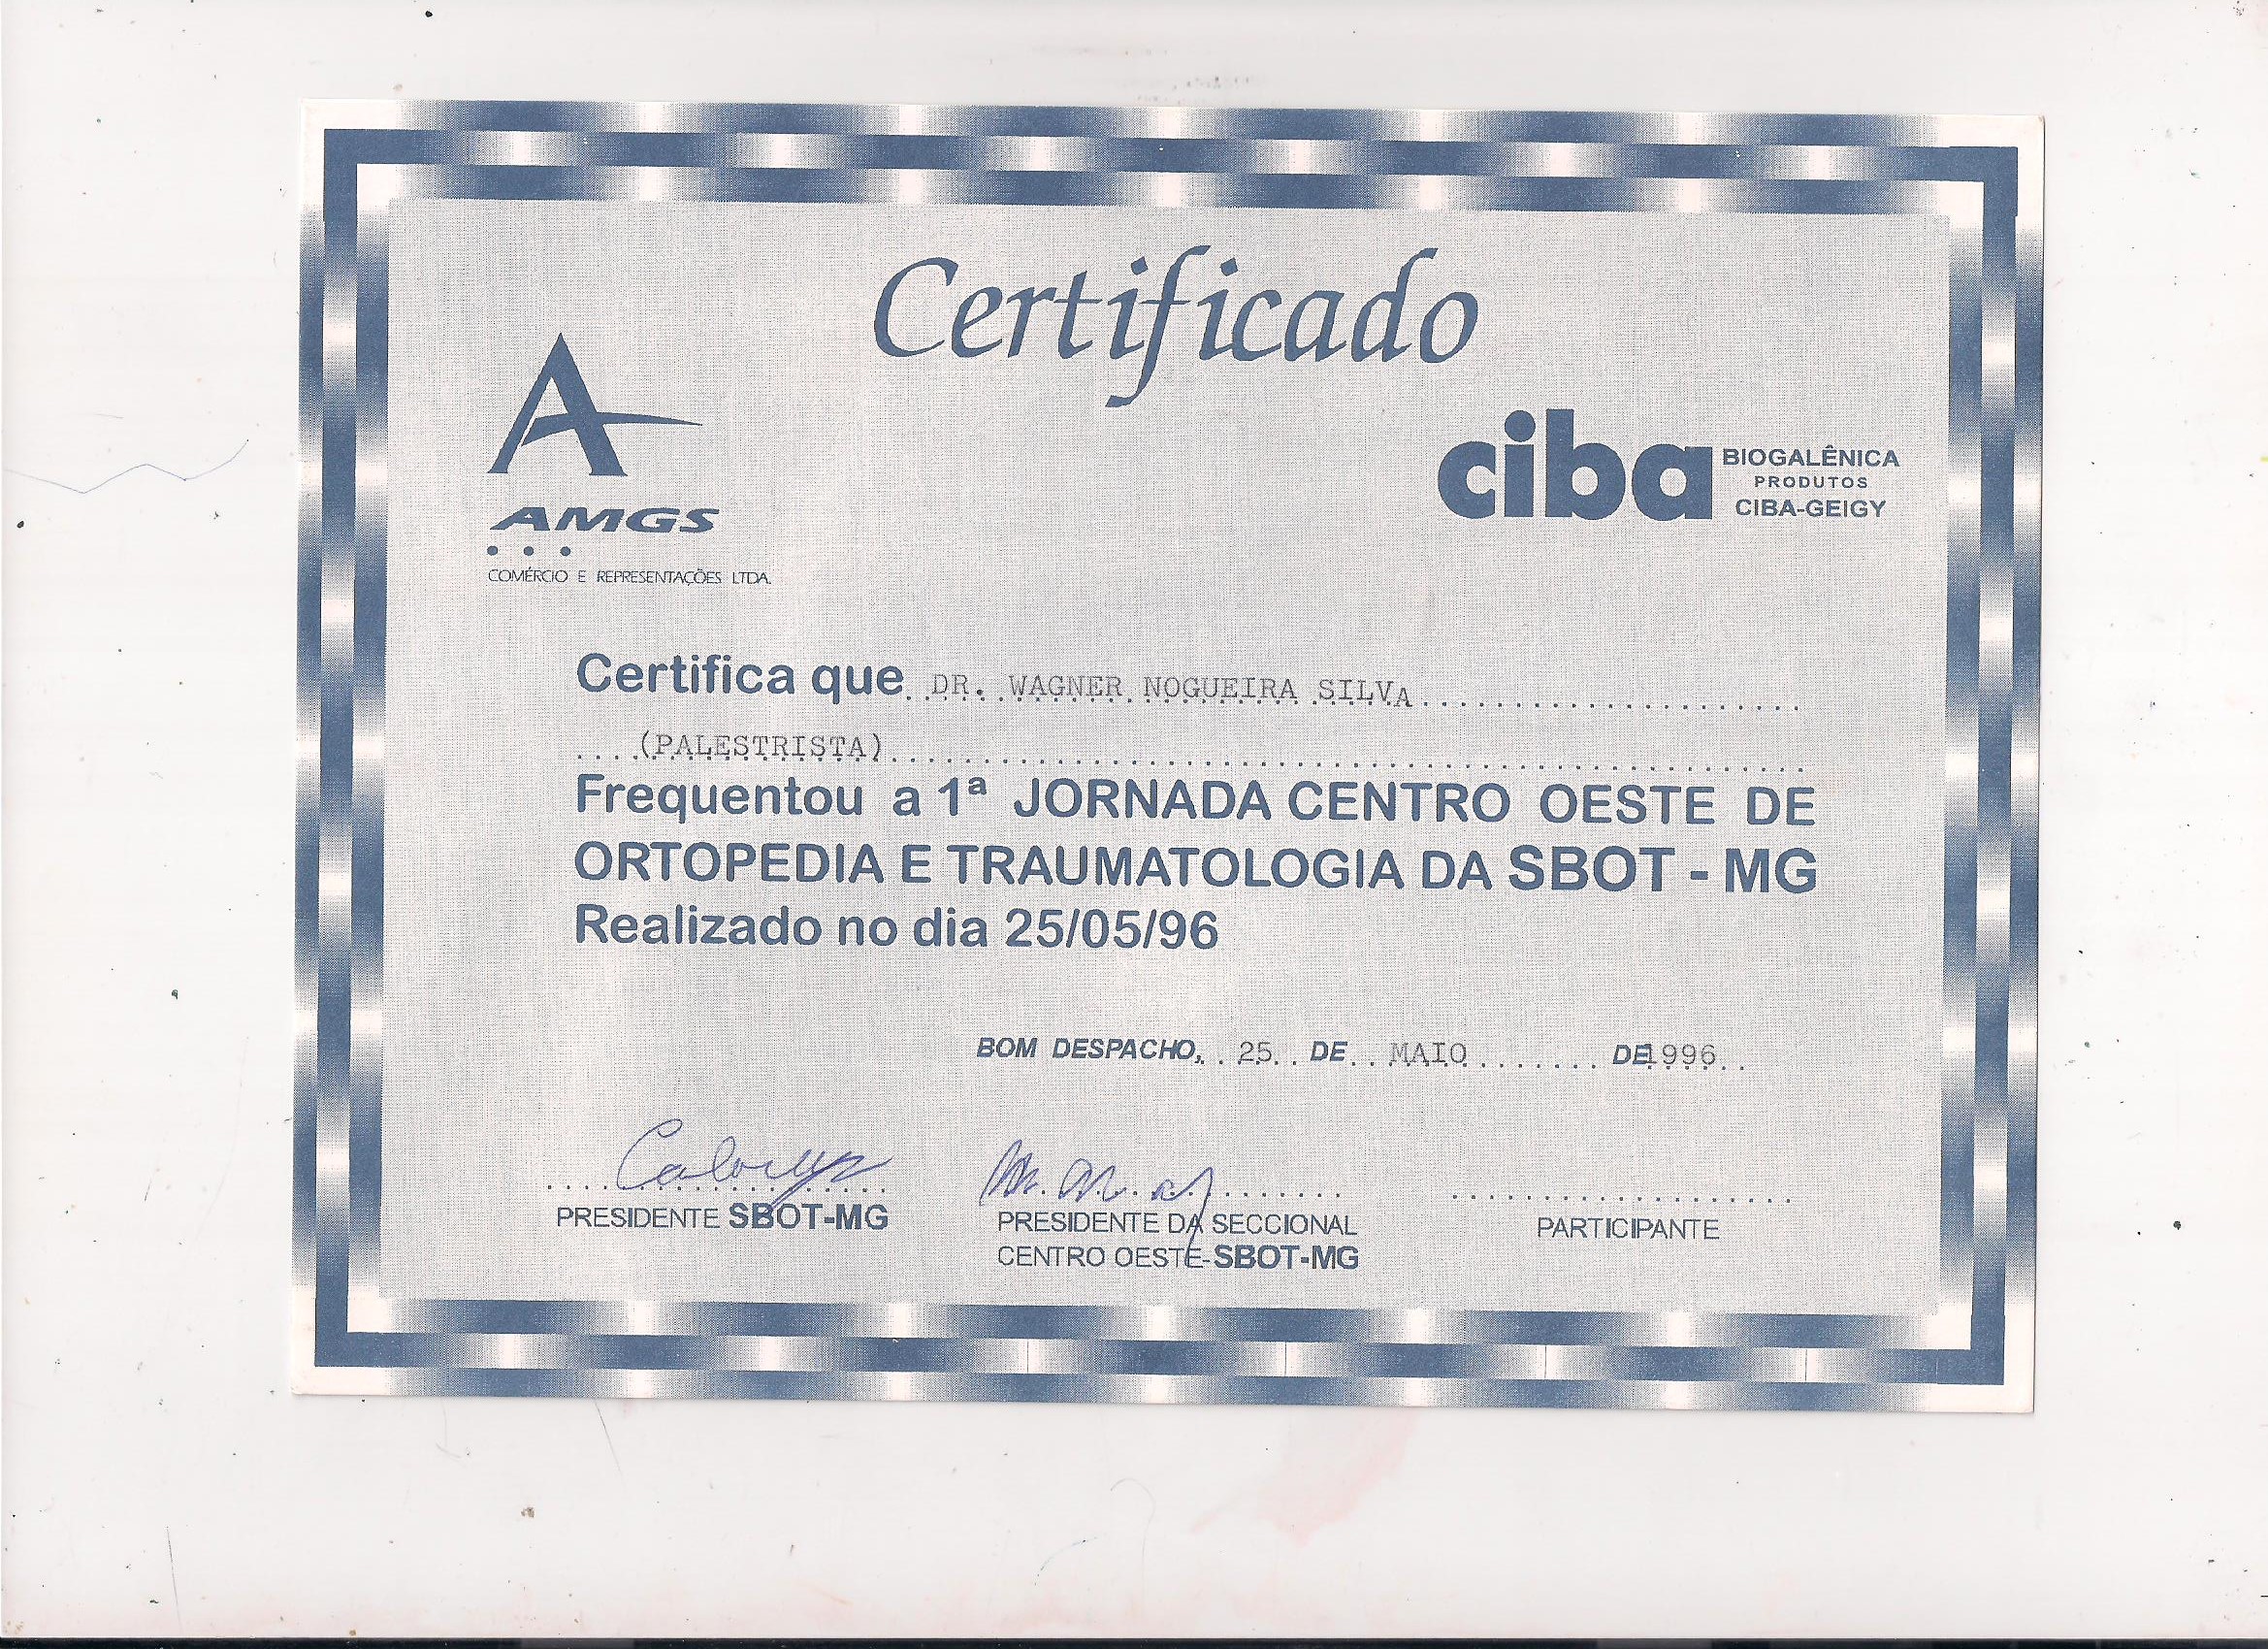 Certificado
AMGS
COMÉRCIO E REPRESENTAÇÕES LTDA.
ciba
BIOGALÊNICA
PRODUTOS
CIBA-GEIGY
Certifica que DR. WAGNER NOGUEIRA SILVA
(PALESTRISTA)
Frequentou a 1ª JORNADA CENTRO OESTE DE
ORTOPEDIA E TRAUMATOLOGIA DA SBOT - MG
Realizado no dia 25/05/96
BOM DESPACHO, 25 DE MAIO DE 1996
PRESIDENTE SBOT-MG
PRESIDENTE DA SECCIONAL
CENTRO OESTE-SBOT-MG
PARTICIPANTE